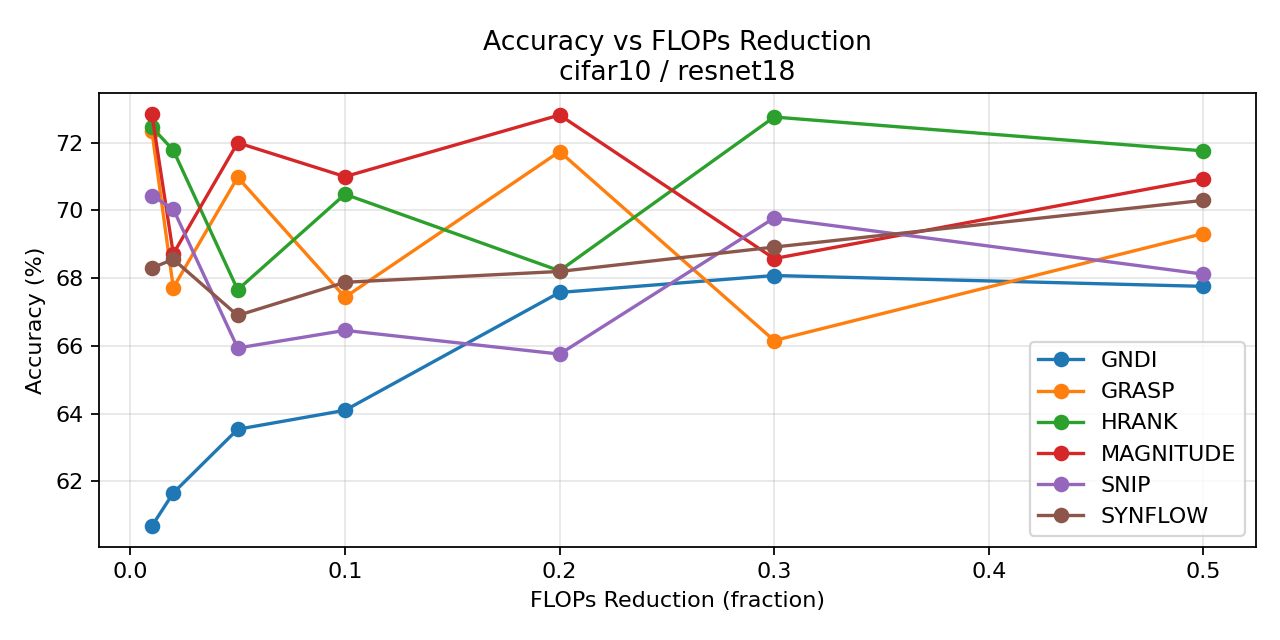 Accuracy vs FLOPs Reduction
cifar10 / resnet18
Accuracy (%)
72
70
68
66
64
62
0.0
0.1
0.2
0.3
0.4
0.5
FLOPs Reduction (fraction)
GNDI
GRASP
HRANK
MAGNITUDE
SNIP
SYNFLOW